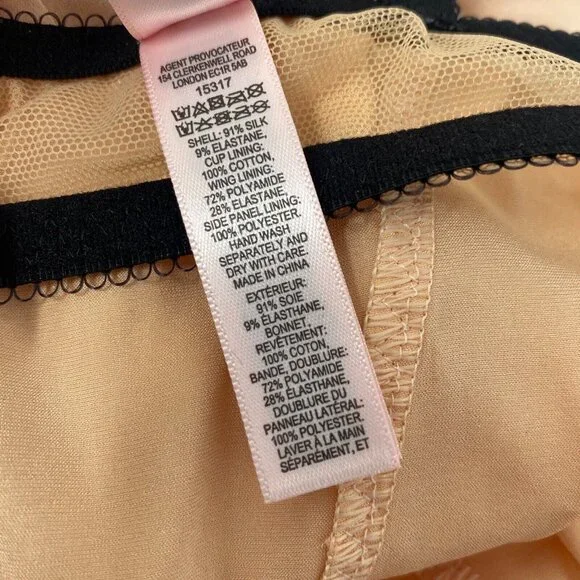 AGENT PROVOCATEUR
154 CLERKENWELL ROAD
LONDON EC1R 5AB
15317
SHELL: 91% SILK
9% ELASTANE,
CUP LINING:
100% COTTON,
WING LINING:
72% POLYAMIDE
28% ELASTANE,
SIDE PANEL LINING:
100% POLYESTER.
HAND WASH
SEPARATELY AND
DRY WITH CARE.
MADE IN CHINA
EXTÉRIEUR:
91% SOIE
9% ÉLASTHANE,
BONNET,
REVÊTEMENT:
100% COTON,
BANDE, DOUBLURE:
72% POLYAMIDE
28% ÉLASTHANE,
DOUBLURE DU
PANNEAU LATÉRAL:
100% POLYESTER.
LAVER À LA MAIN
SÉPARÉMENT, ET